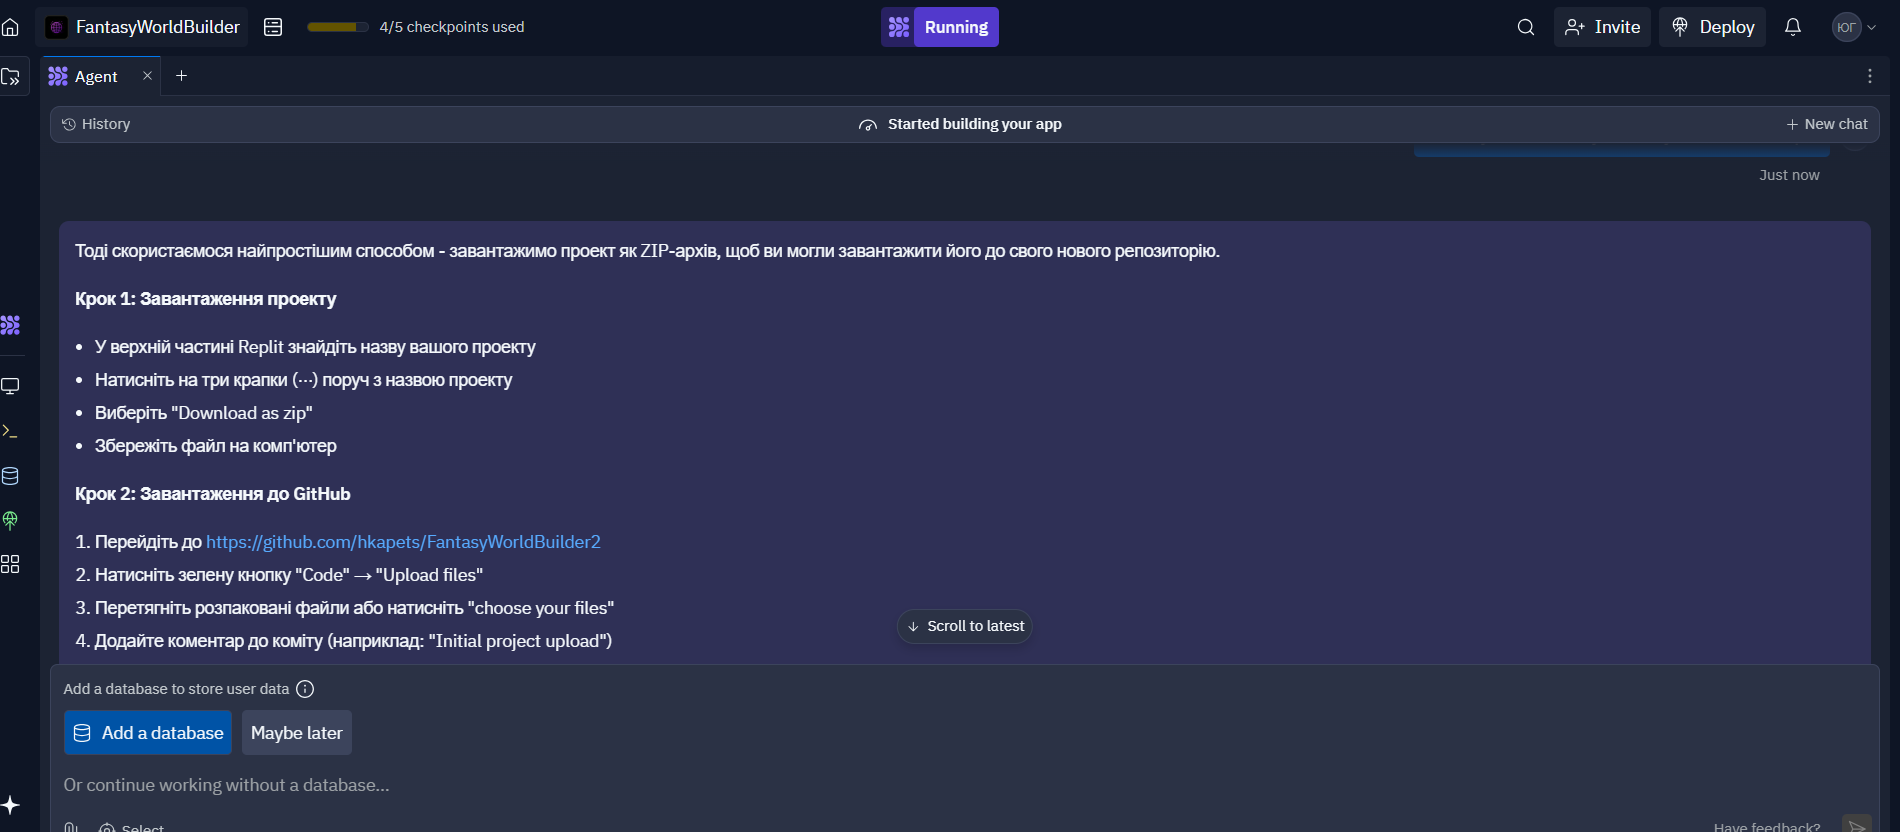 FantasyWorldBuilder
4/5 checkpoints used
Running
Invite
Deploy
ЮГ
Agent
History
Started building your app
New chat
Just now
Тоді скористаємося найпростішим способом - завантажимо проект як ZIP-архів, щоб ви могли завантажити його до свого нового репозиторію.
Крок 1: Завантаження проекту
• У верхній частині Replit знайдіть назву вашого проекту
• Натисніть на три крапки (⋯) поруч з назвою проекту
• Виберіть "Download as zip"
• Збережіть файл на комп'ютер
Крок 2: Завантаження до GitHub
1. Перейдіть до https://github.com/hkapets/FantasyWorldBuilder2
2. Натисніть зелену кнопку "Code" → "Upload files"
3. Перетягніть розпаковані файли або натисніть "choose your files"
4. Додайте коментар до коміту (наприклад: "Initial project upload")
Scroll to latest
Add a database to store user data
Add a database
Maybe later
Or continue working without a database...
Select
Have feedback?